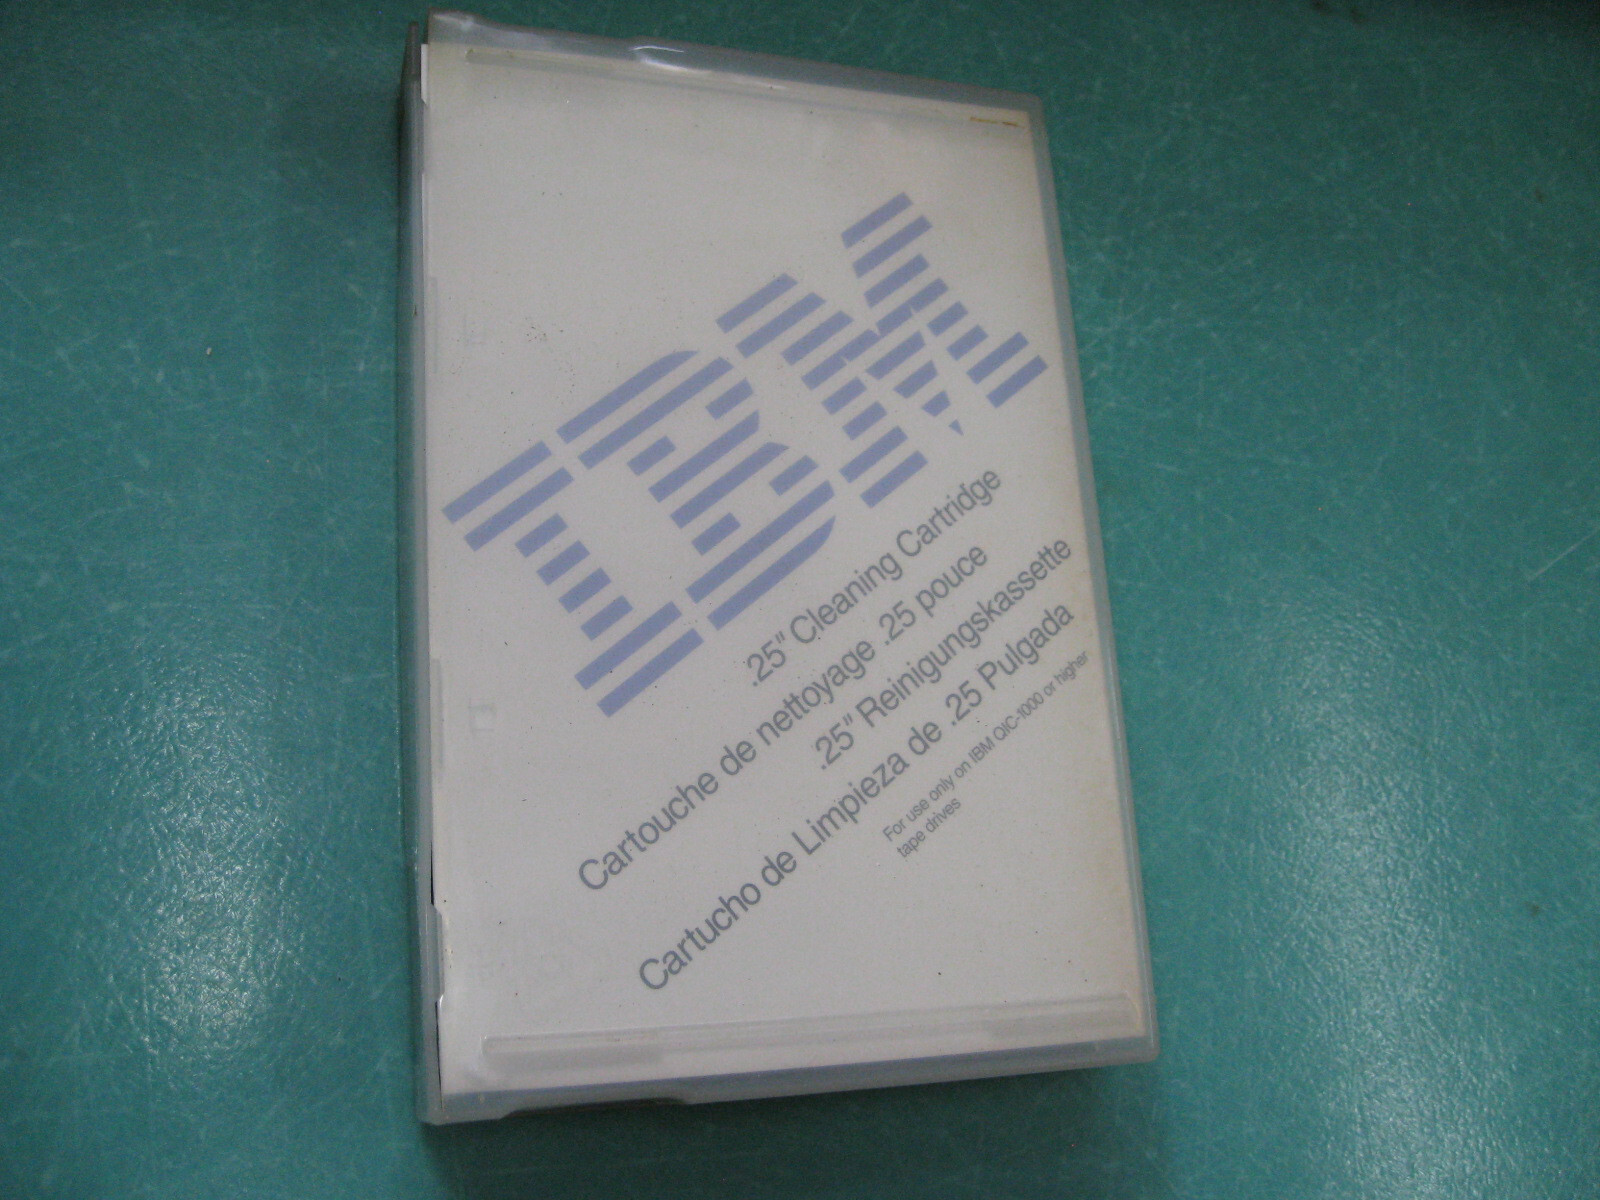 IBM
.25" Cleaning Cartridge
Cartouche de nettoyage .25 pouce
.25" Reinigungskassette
Cartucho de Limpieza de .25 Pulgada
For use only on IBM QIC-1000 or higher
tape drives